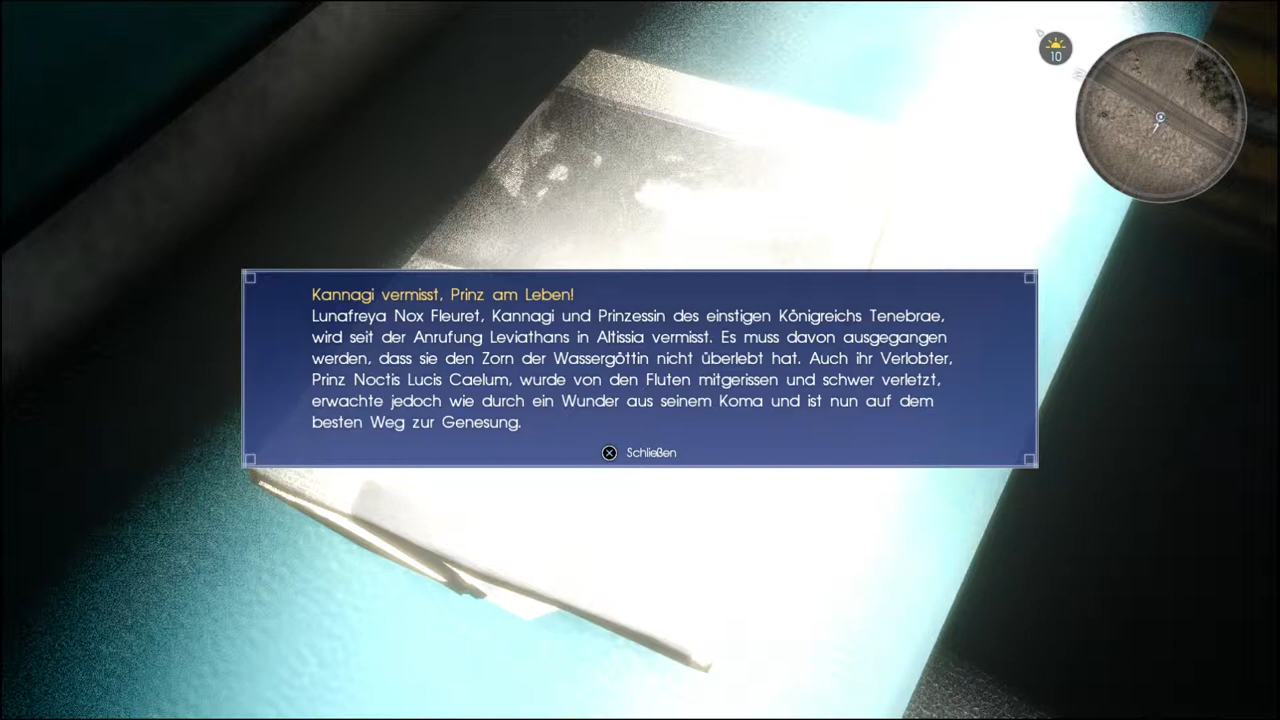 10
Kannagi vermisst, Prinz am Leben!
Lunafreya Nox Fleuret, Kannagi und Prinzessin des einstigen Königreichs Tenebrae,
wird seit der Anrufung Leviathans in Altissia vermisst. Es muss davon ausgegangen
werden, dass sie den Zorn der Wassergöttin nicht überlebt hat. Auch ihr Verlobter,
Prinz Noctis Lucis Caelum, wurde von den Fluten mitgerissen und schwer verletzt,
erwachte jedoch wie durch ein Wunder aus seinem Koma und ist nun auf dem
besten Weg zur Genesung.
Schließen